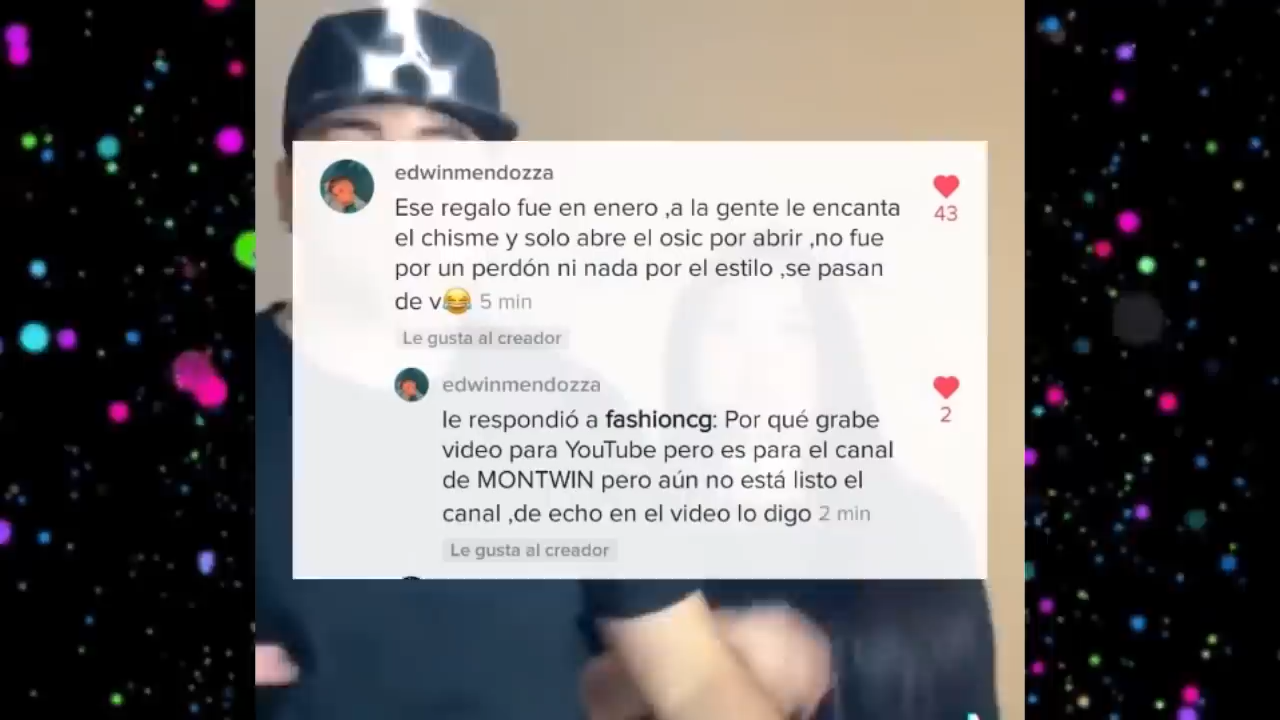 edwinmendozza
Ese regalo fue en enero ,a la gente le encanta
el chisme y solo abre el osic por abrir ,no fue
por un perdón ni nada por el estilo ,se pasan
de v😂 5 min
43
Le gusta al creador
edwinmendozza
le respondió a fashioncg: Por qué grabe
video para YouTube pero es para el canal
de MONTWIN pero aún no está listo el
canal ,de echo en el video lo digo 2 min
2
Le gusta al creador